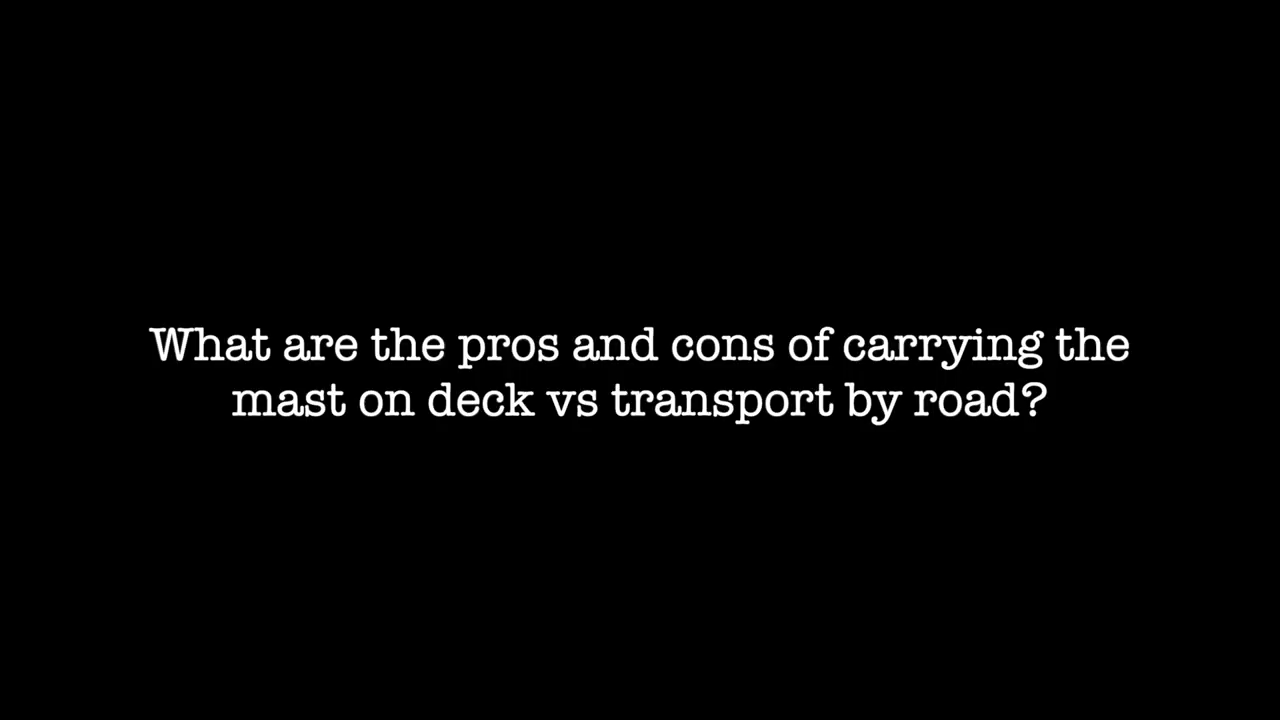 What are the pros and cons of carrying the
mast on deck vs transport by road?